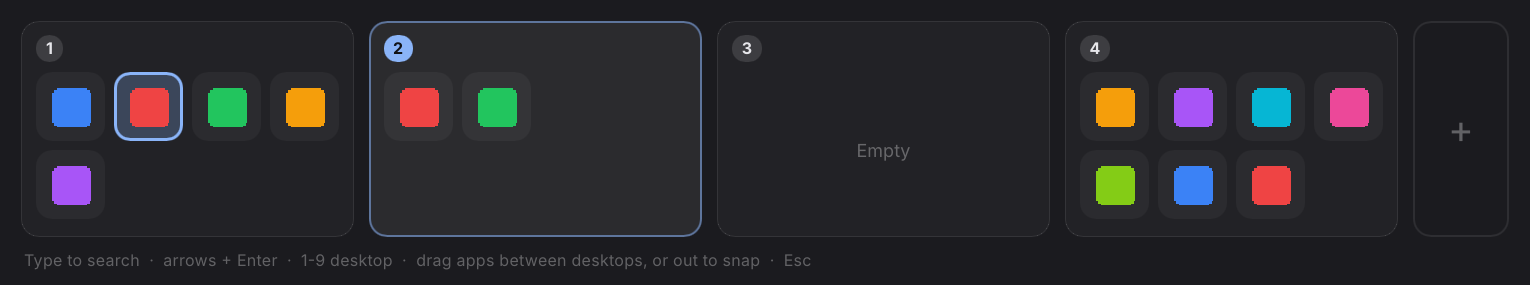 1
2
3
4
Empty
+
Type to search · arrows + Enter · 1-9 desktop · drag apps between desktops, or out to snap · Esc